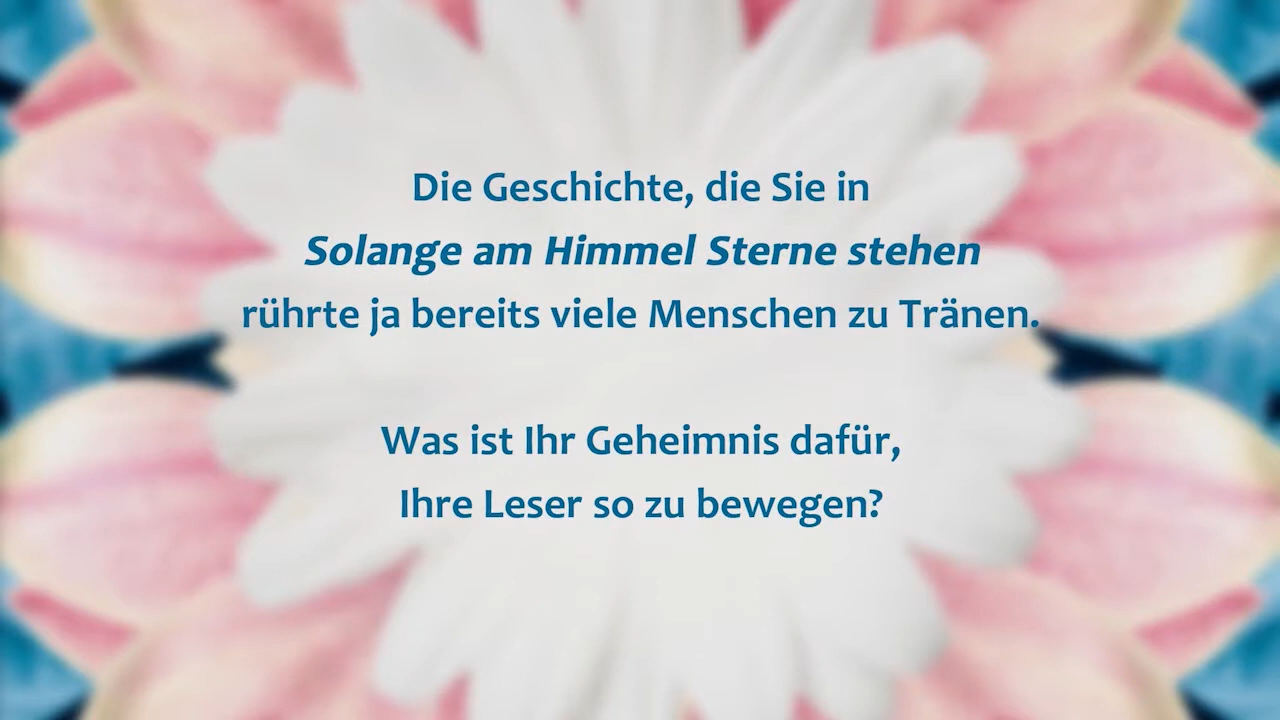 Die Geschichte, die Sie in
Solange am Himmel Sterne stehen
rührte ja bereits viele Menschen zu Tränen.
Was ist Ihr Geheimnis dafür,
Ihre Leser so zu bewegen?